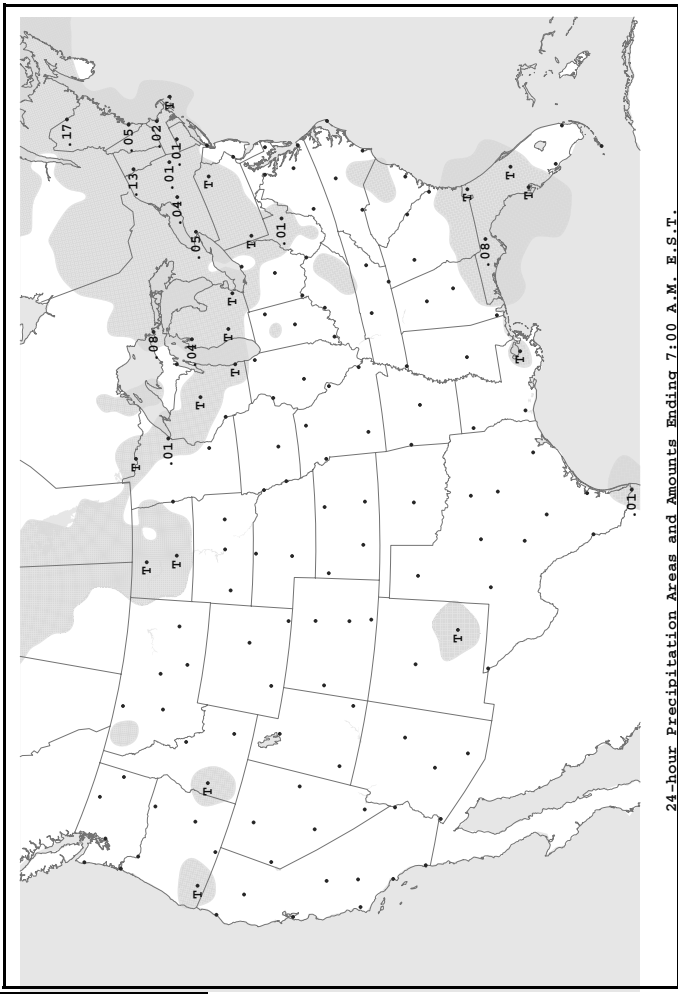 .17
.05
.13
T
T
.08
.02
.01
.01
T
T
.01
.04
.04
.05
T
T
T
T
T
T
T
T
.01
T
T
.08
T
T
T
.01
24-hour Precipitation Areas and Amounts Ending 7:00 A.M. E.S.T.